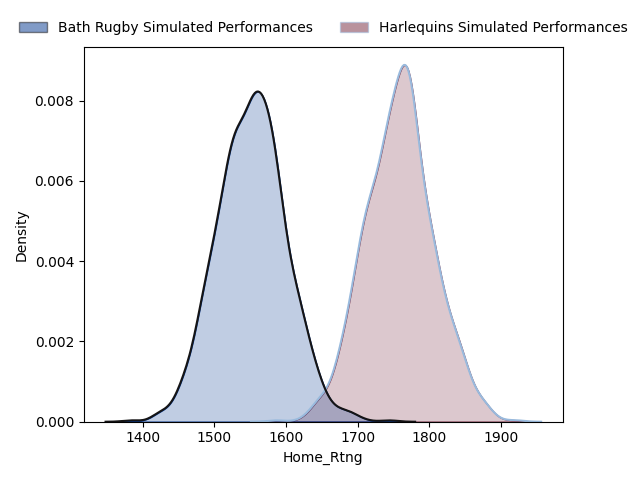 Bath Rugby Simulated Performances Harlequins Simulated Performances
0.008
0.006
0.004
0.002
0.000
Density
1400 1500 1600 1700 1800 1900
Home_Rtng